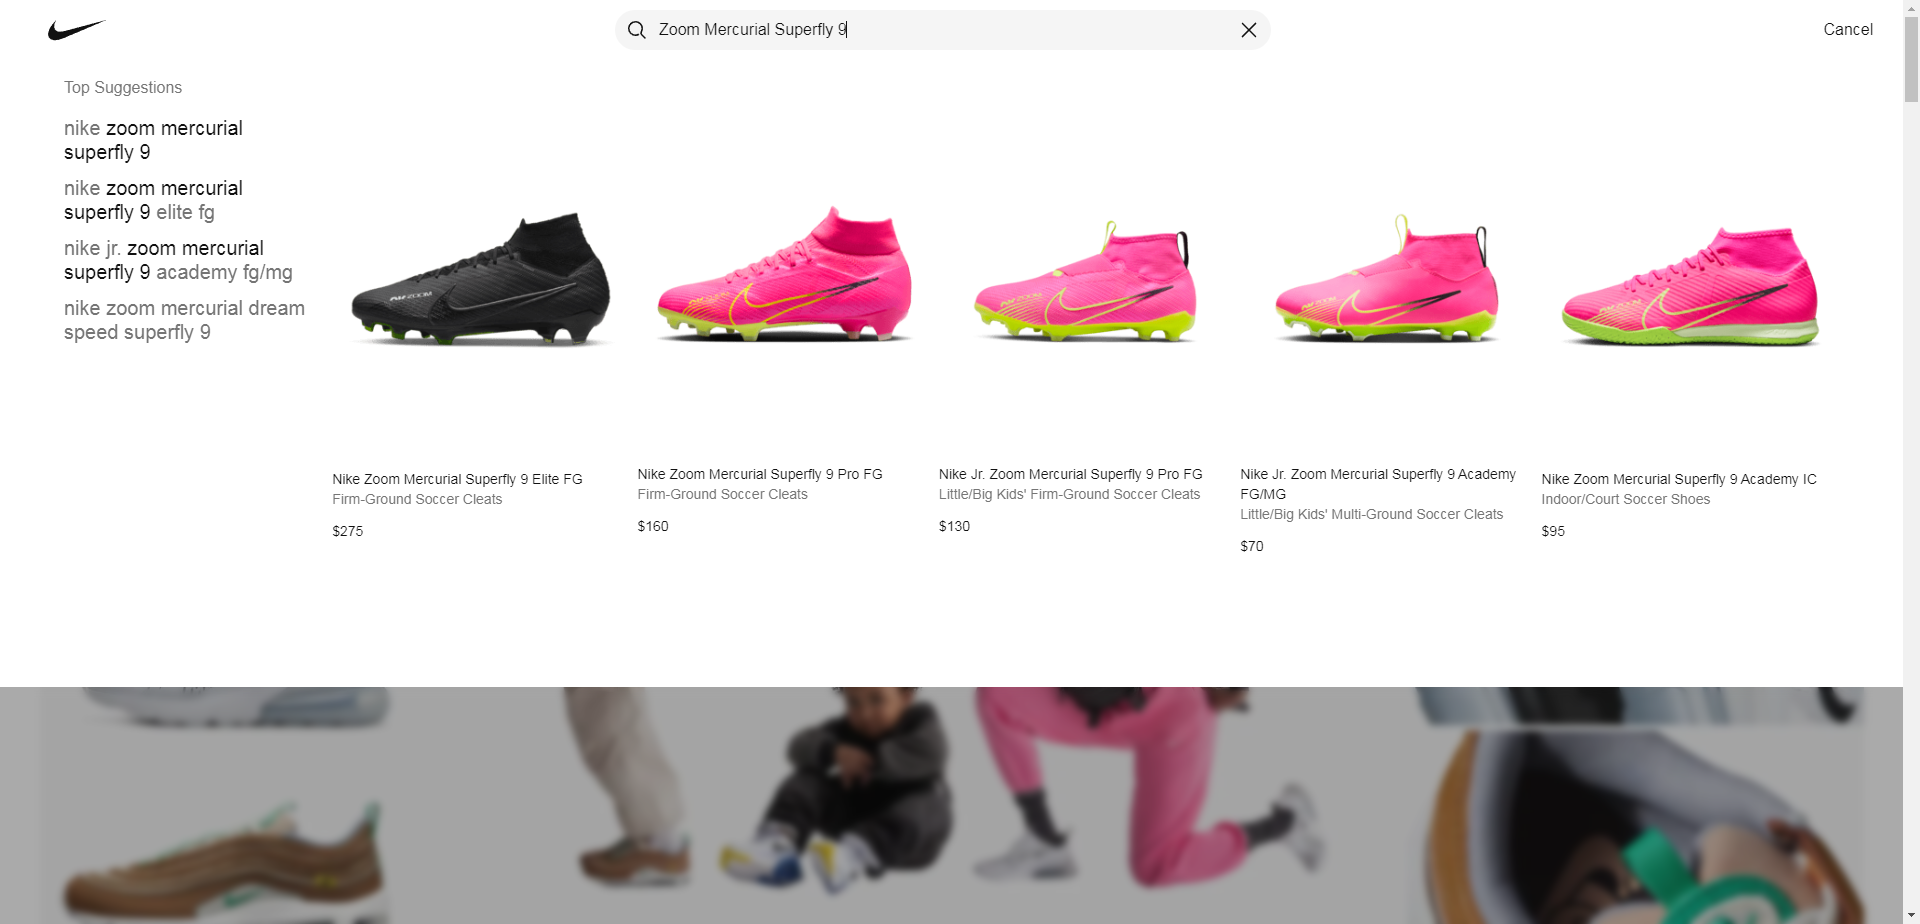 Zoom Mercurial Superfly 9
Cancel
Top Suggestions
nike zoom mercurial
superfly 9
nike zoom mercurial
superfly 9 elite fg
nike jr. zoom mercurial
superfly 9 academy fg/mg
nike zoom mercurial dream
speed superfly 9
ZOOM
Nike Zoom Mercurial Superfly 9 Elite FG
Firm-Ground Soccer Cleats
$275
Nike Zoom Mercurial Superfly 9 Pro FG
Firm-Ground Soccer Cleats
$160
Nike Jr. Zoom Mercurial Superfly 9 Pro FG
Little/Big Kids' Firm-Ground Soccer Cleats
$130
Nike Jr. Zoom Mercurial Superfly 9 Academy
FG/MG
Little/Big Kids' Multi-Ground Soccer Cleats
$70
Nike Zoom Mercurial Superfly 9 Academy IC
Indoor/Court Soccer Shoes
$95